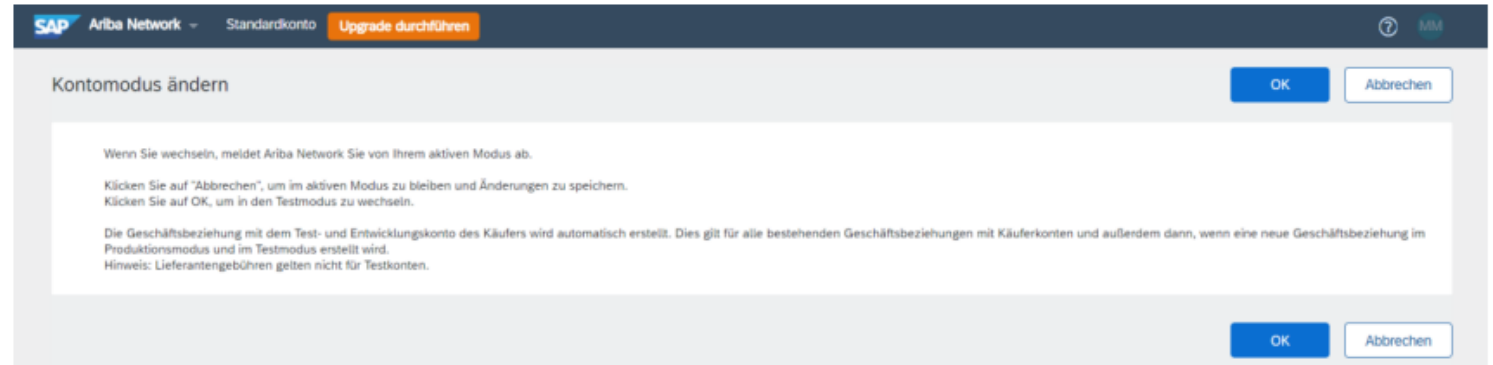 SAP Ariba Network Standardkonto Upgrade durchführen ? MM
Kontomodus ändern OK Abbrechen
Wenn Sie wechseln, meldet Ariba Network Sie von Ihrem aktiven Modus ab.
Klicken Sie auf "Abbrechen", um im aktiven Modus zu bleiben und Änderungen zu speichern.
Klicken Sie auf OK, um in den Testmodus zu wechseln.
Die Geschäftsbeziehung mit dem Test- und Entwicklungskonto des Käufers wird automatisch erstellt. Dies gilt für alle bestehenden Geschäftsbeziehungen mit Käuferkonten und außerdem dann, wenn eine neue Geschäftsbeziehung im
Produktionsmodus und im Testmodus erstellt wird.
Hinweis: Lieferantengebühren gelten nicht für Testkonten.
OK Abbrechen